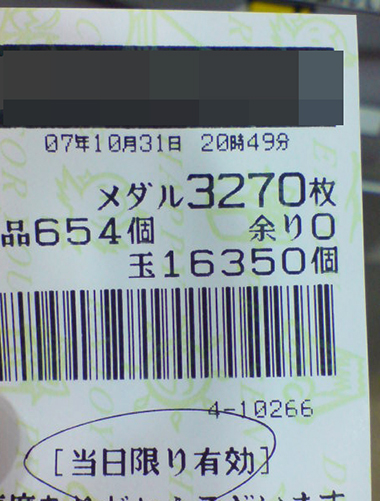 07年10月31日 20時49分
メダル3270枚
品654個 余り0
玉16350個
4-10266
[当日限り有効]